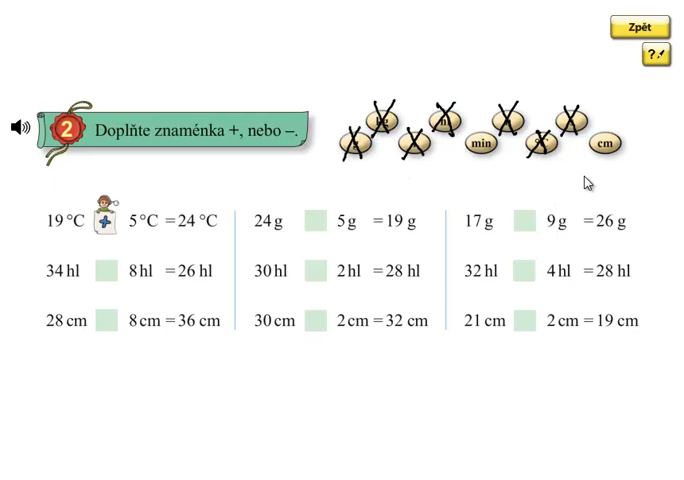 Zpět
?
2 Doplňte znaménka +, nebo –.
min cm
19 °C + 5 °C = 24 °C
24 g 5 g = 19 g
17 g 9 g = 26 g
34 hl 8 hl = 26 hl
30 hl 2 hl = 28 hl
32 hl 4 hl = 28 hl
28 cm 8 cm = 36 cm
30 cm 2 cm = 32 cm
21 cm 2 cm = 19 cm